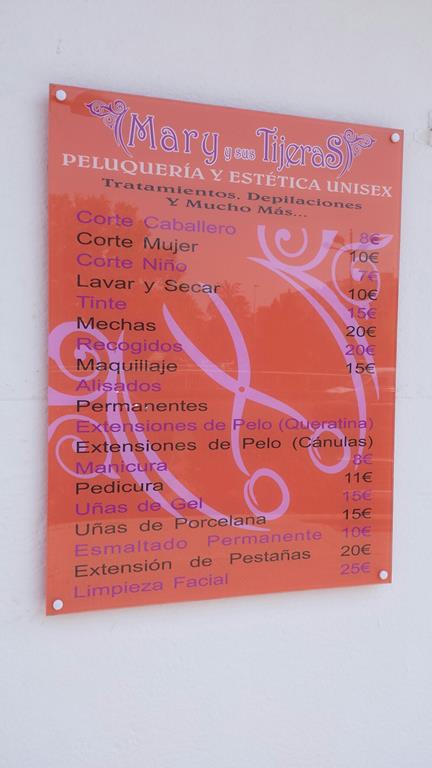 Mary y sus Tijeras
PELUQUERÍA Y ESTÉTICA UNISEX
Tratamientos. Depilaciones
Y Mucho Más...
Corte Caballero 8€
Corte Mujer 10€
Corte Niño 7€
Lavar y Secar 10€
Tinte 15€
Mechas 20€
Recogidos 20€
Maquillaje 15€
Alisados
Permanentes
Extensiones de Pelo (Queratina)
Extensiones de Pelo (Cánulas)
Manicura 8€
Pedicura 11€
Uñas de Gel 15€
Uñas de Porcelana 15€
Esmaltado Permanente 10€
Extensión de Pestañas 20€
Limpieza Facial 25€